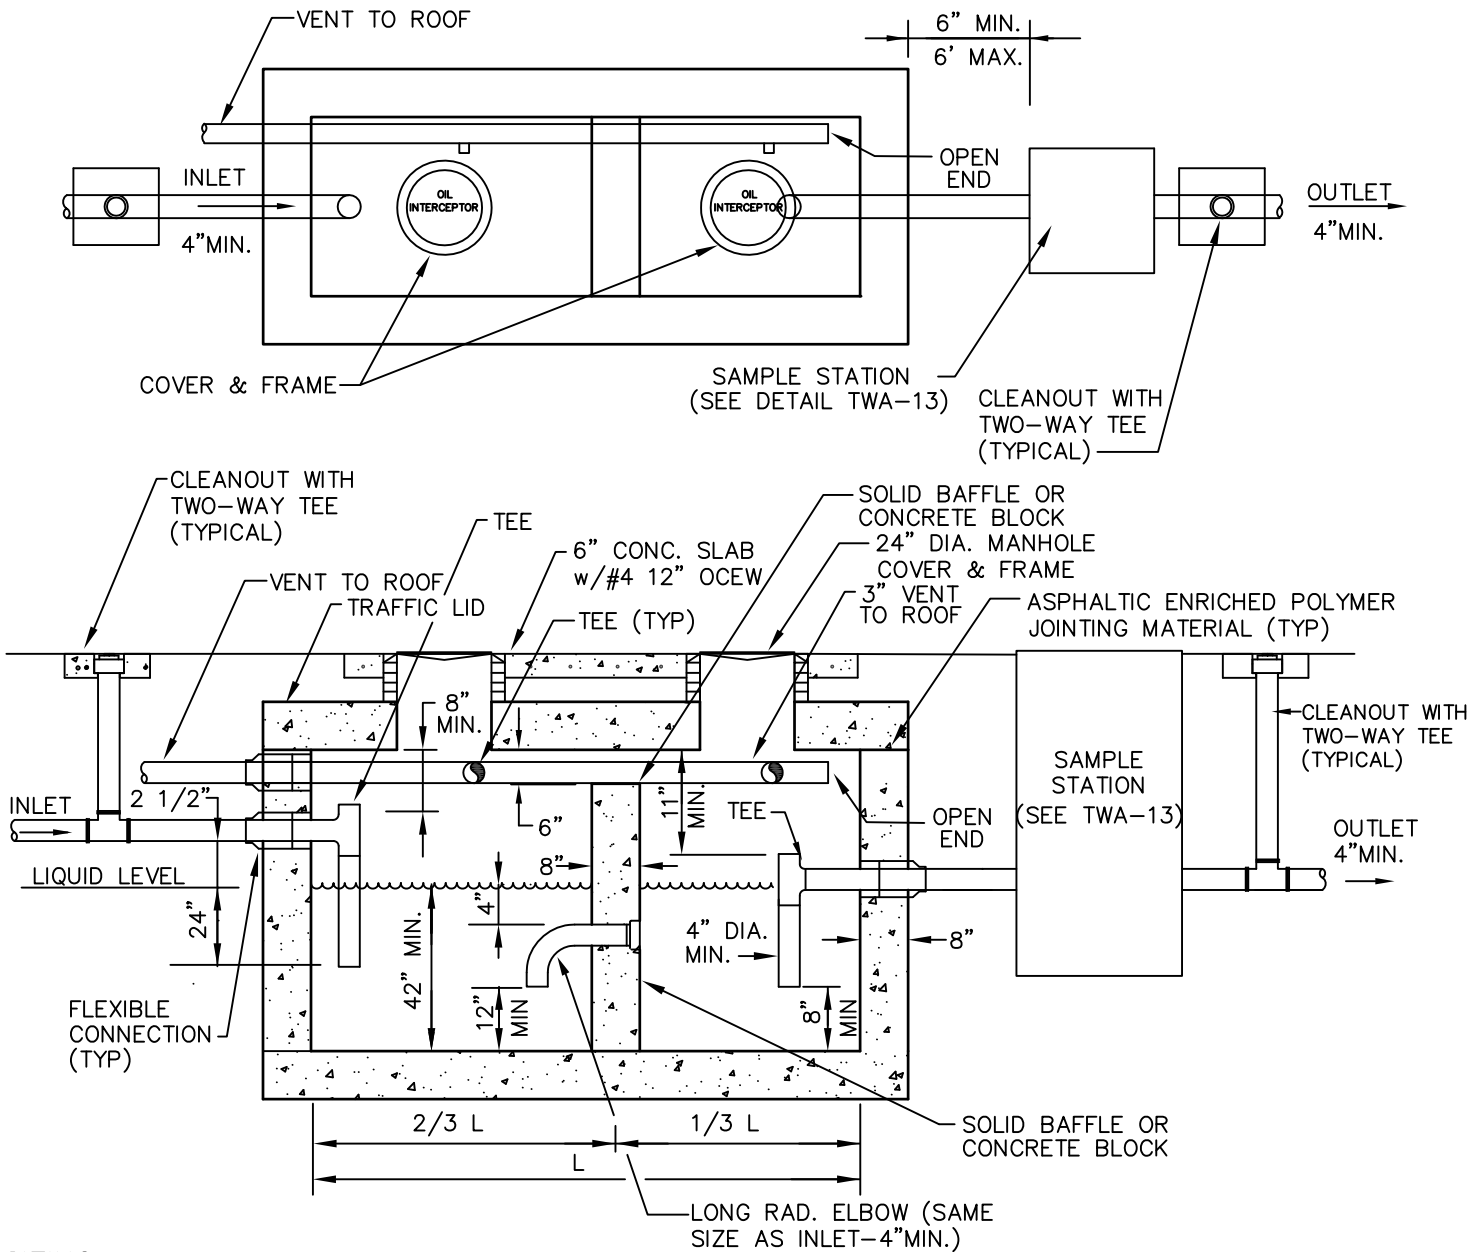 VENT TO ROOF
6" MIN.
6' MAX.
INLET
4"MIN.
OIL
INTERCEPTOR
OIL
INTERCEPTOR
OPEN
END
OUTLET
4"MIN.
COVER & FRAME
SAMPLE STATION
(SEE DETAIL TWA-13)
CLEANOUT WITH
TWO-WAY TEE
(TYPICAL)
CLEANOUT WITH
TWO-WAY TEE
(TYPICAL)
TEE
SOLID BAFFLE OR
CONCRETE BLOCK
24" DIA. MANHOLE
COVER & FRAME
6" CONC. SLAB
w/#4 12" OCEW
VENT TO ROOF
TRAFFIC LID
TEE (TYP)
3" VENT
TO ROOF
ASPHALTIC ENRICHED POLYMER
JOINTING MATERIAL (TYP)
8"
MIN.
CLEANOUT WITH
TWO-WAY TEE
(TYPICAL)
SAMPLE
STATION
(SEE TWA-13)
INLET
2 1/2"
6"
11"
MIN.
TEE
OPEN
END
OUTLET
4"MIN.
LIQUID LEVEL
8"
24"
42" MIN.
4"
4" DIA.
MIN.
8"
12"
MIN
8"
MIN
FLEXIBLE
CONNECTION
(TYP)
2/3 L
1/3 L
L
SOLID BAFFLE OR
CONCRETE BLOCK
LONG RAD. ELBOW (SAME
SIZE AS INLET-4"MIN.)